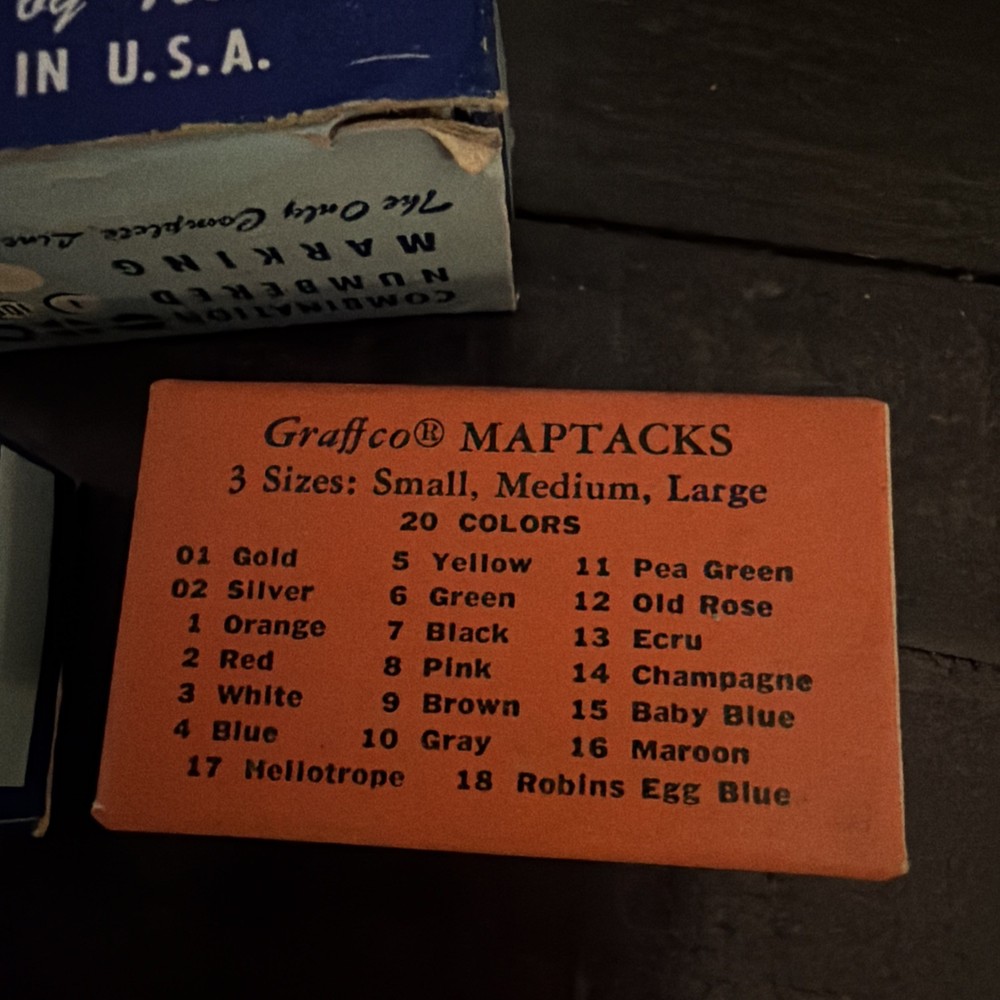 by
IN U.S.A.
The Only Complete Line
MARKING
NUMBERED
COMBINATION
Graffco® MAPTACKS
3 Sizes: Small, Medium, Large
20 COLORS
01 Gold 5 Yellow 11 Pea Green
02 Silver 6 Green 12 Old Rose
1 Orange 7 Black 13 Ecru
2 Red 8 Pink 14 Champagne
3 White 9 Brown 15 Baby Blue
4 Blue 10 Gray 16 Maroon
17 Heliotrope 18 Robins Egg Blue